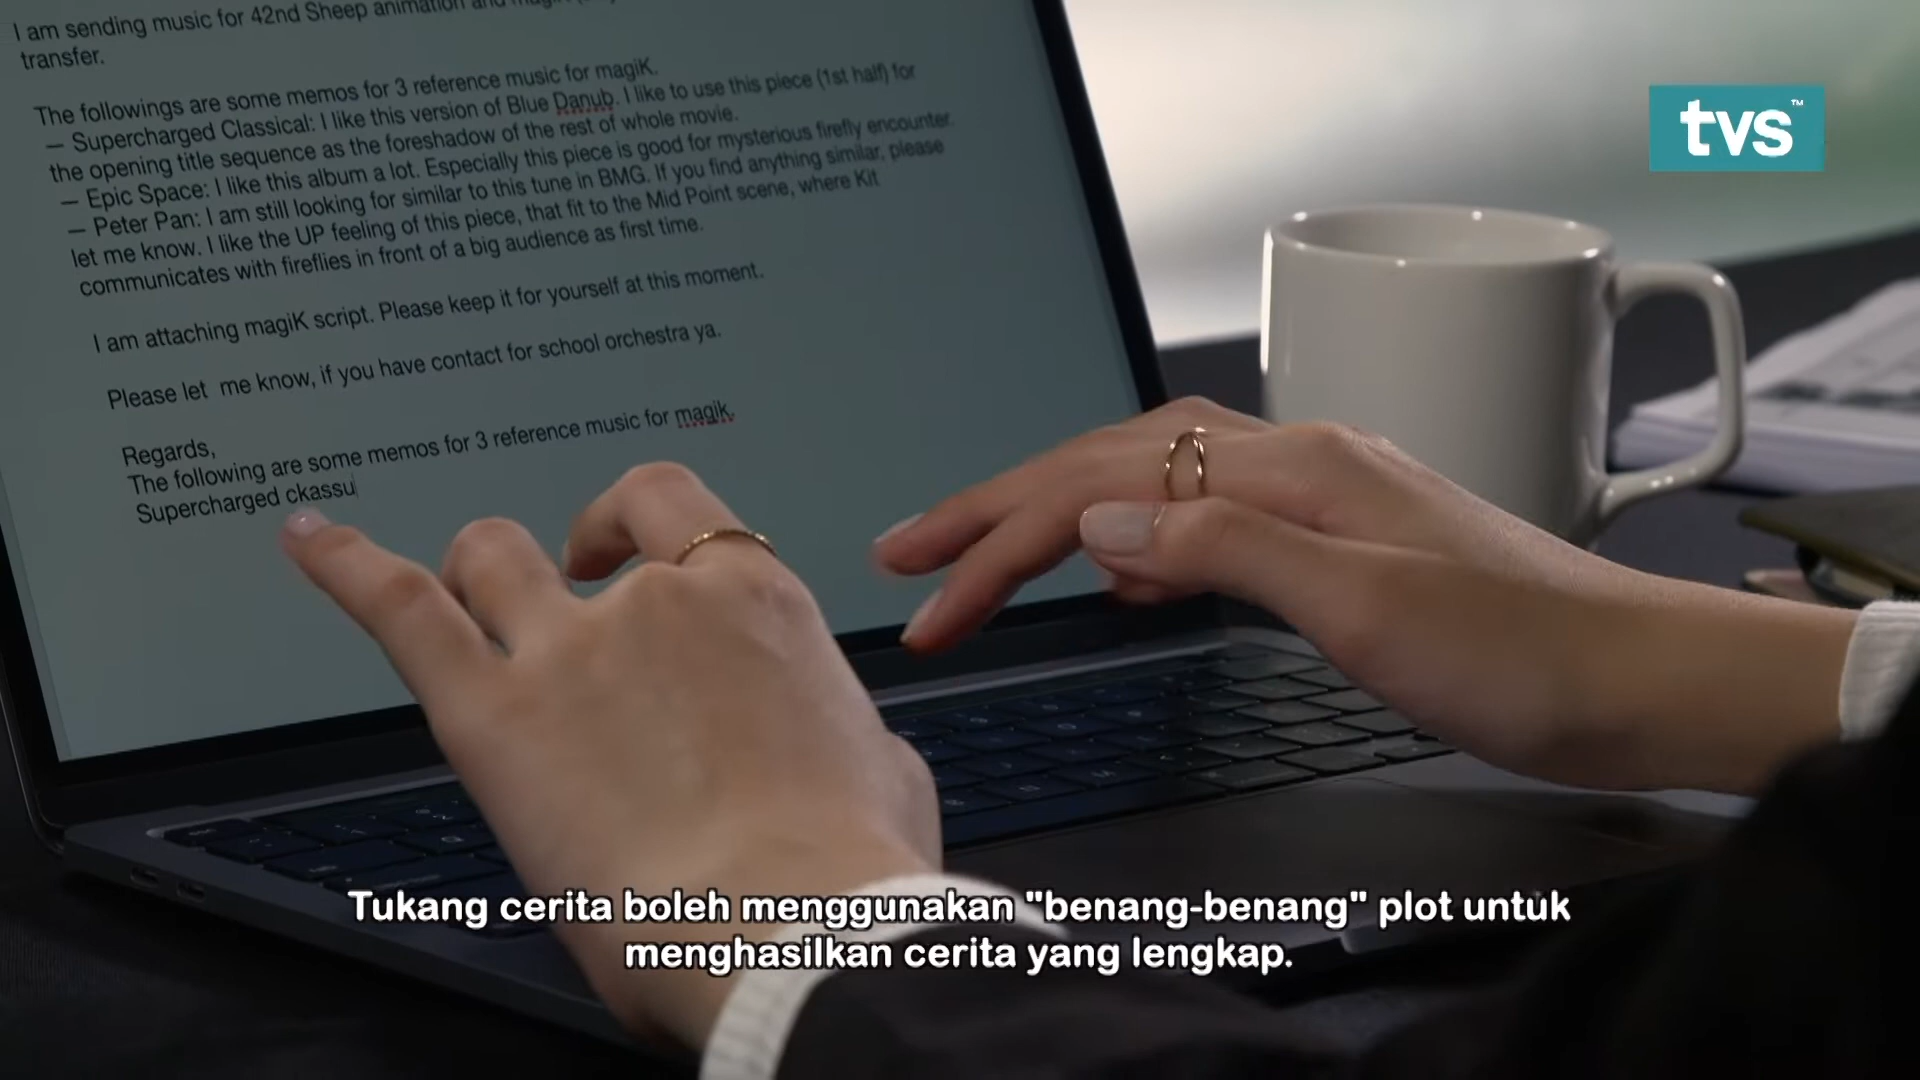 I am sending music for 42nd Sheep animation and
transfer.
The followings are some memos for 3 reference music for magiK.
— Supercharged Classical: I like this version of Blue Danub. I like to use this piece (1st half) for
the opening title sequence as the foreshadow of the rest of whole movie.
— Epic Space: I like this album a lot. Especially this piece is good for mysterious firefly encounter.
— Peter Pan: I am still looking for similar to this tune in BMG. If you find anything similar, please
let me know. I like the UP feeling of this piece, that fit to the Mid Point scene, where Kit
communicates with fireflies in front of a big audience as first time.
I am attaching magiK script. Please keep it for yourself at this moment.
Please let me know, if you have contact for school orchestra ya.
Regards,
The following are some memos for 3 reference music for magik.
Supercharged ckassu
tvs™
Tukang cerita boleh menggunakan "benang-benang" plot untuk
menghasilkan cerita yang lengkap.